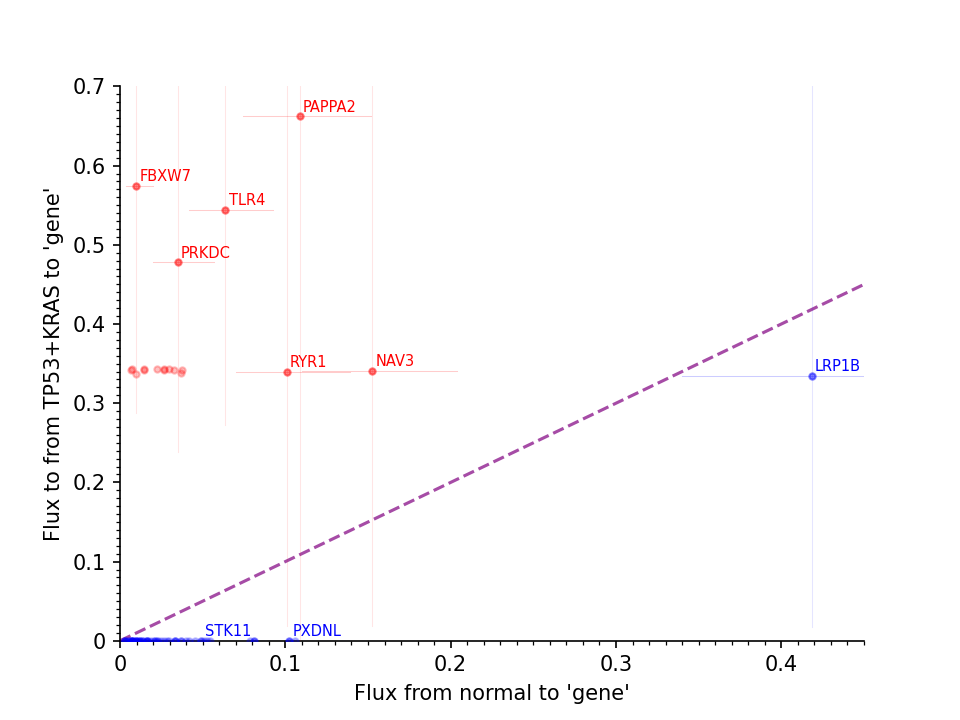 0.7
PAPPA2
0.6
FBXW7
TLR4
0.5
PRKDC
0.4
RYR1
NAV3
LRP1B
0.3
0.2
0.1
STK11
PXDNL
0
0
0.1
0.2
0.3
0.4
Flux from normal to 'gene'
Flux to from TP53+KRAS to 'gene'